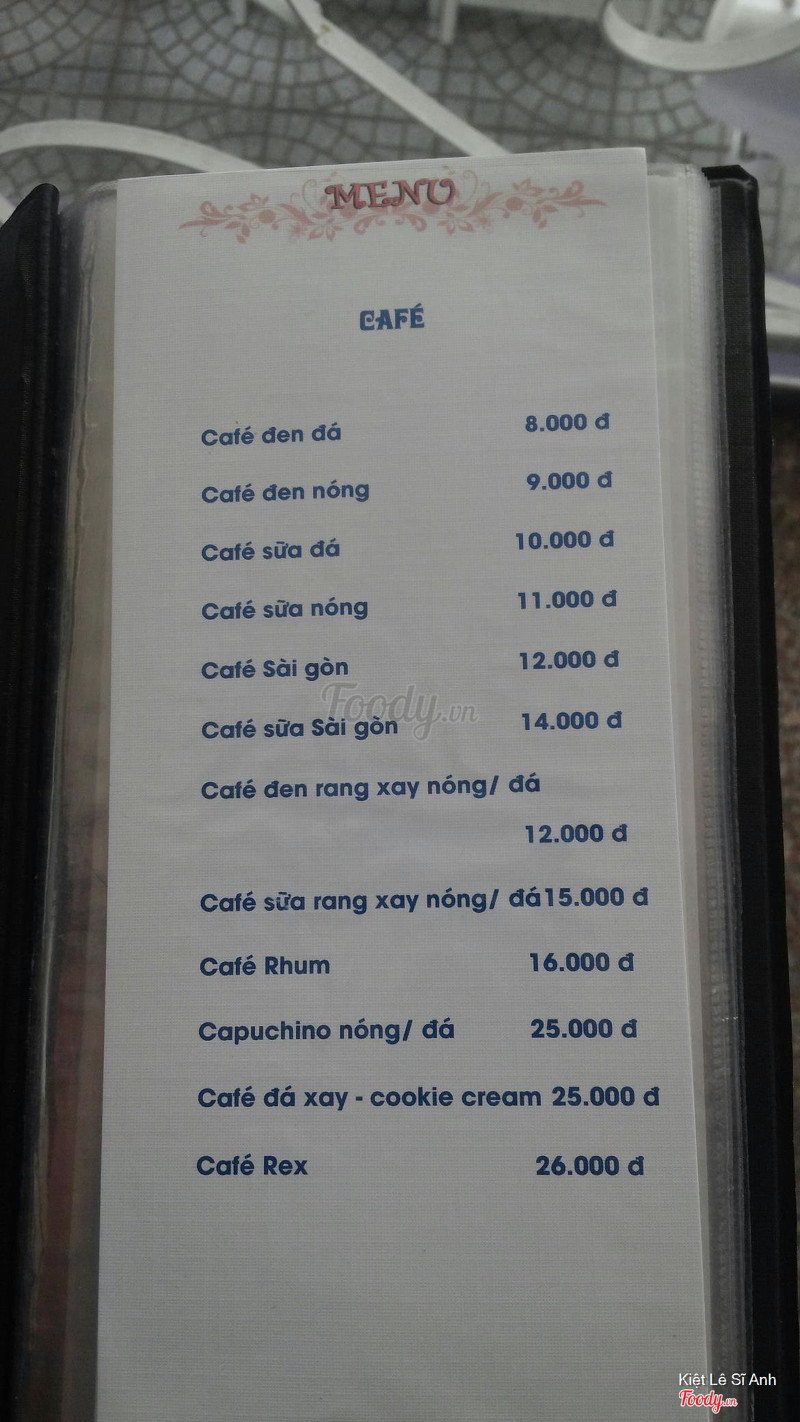 MENU
CAFÉ
Café đen đá 8.000 đ
Café đen nóng 9.000 đ
Café sữa đá 10.000 đ
Café sữa nóng 11.000 đ
Café Sài gòn 12.000 đ
Foody.vn
Café sữa Sài gòn 14.000 đ
Café đen rang xay nóng/ đá
12.000 đ
Café sữa rang xay nóng/ đá15.000 đ
Café Rhum 16.000 đ
Capuchino nóng/ đá 25.000 đ
Café đá xay - cookie cream 25.000 đ
Café Rex 26.000 đ
Kiệt Lê Sĩ Anh
Foody.vn